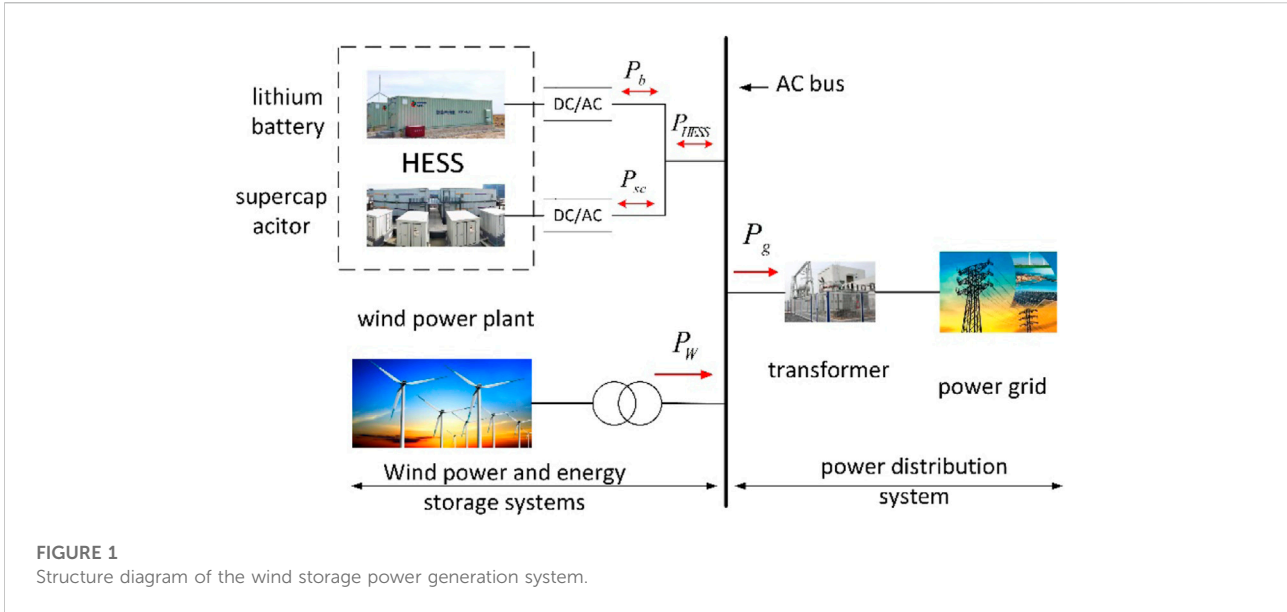 lithium
battery
HESS
supercap
acitor
DC/AC
P_b
DC/AC
P_sc
P_HESS
AC bus
wind power plant
P_W
P_g
transformer
power grid
Wind power and energy
storage systems
power distribution
system
FIGURE 1
Structure diagram of the wind storage power generation system.